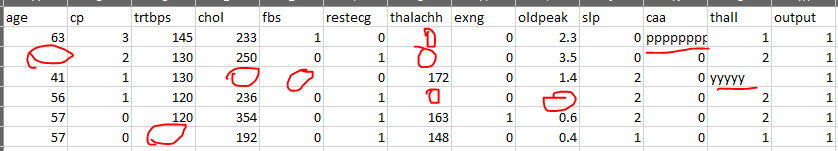 age cp trtbps chol fbs restecg thalachh exng oldpeak slp caa thall output
63 3 145 233 1 0 0 2.3 0 pppppppp 1 1
2 130 250 0 1 0 3.5 0 0 2 1
41 1 130 0 172 0 1.4 2 0 yyyyy 1
56 1 120 236 0 1 0 2 0 2 1
57 0 120 354 0 1 163 1 0.6 2 0 2 1
57 0 192 0 1 148 0 0.4 1 0 1 1